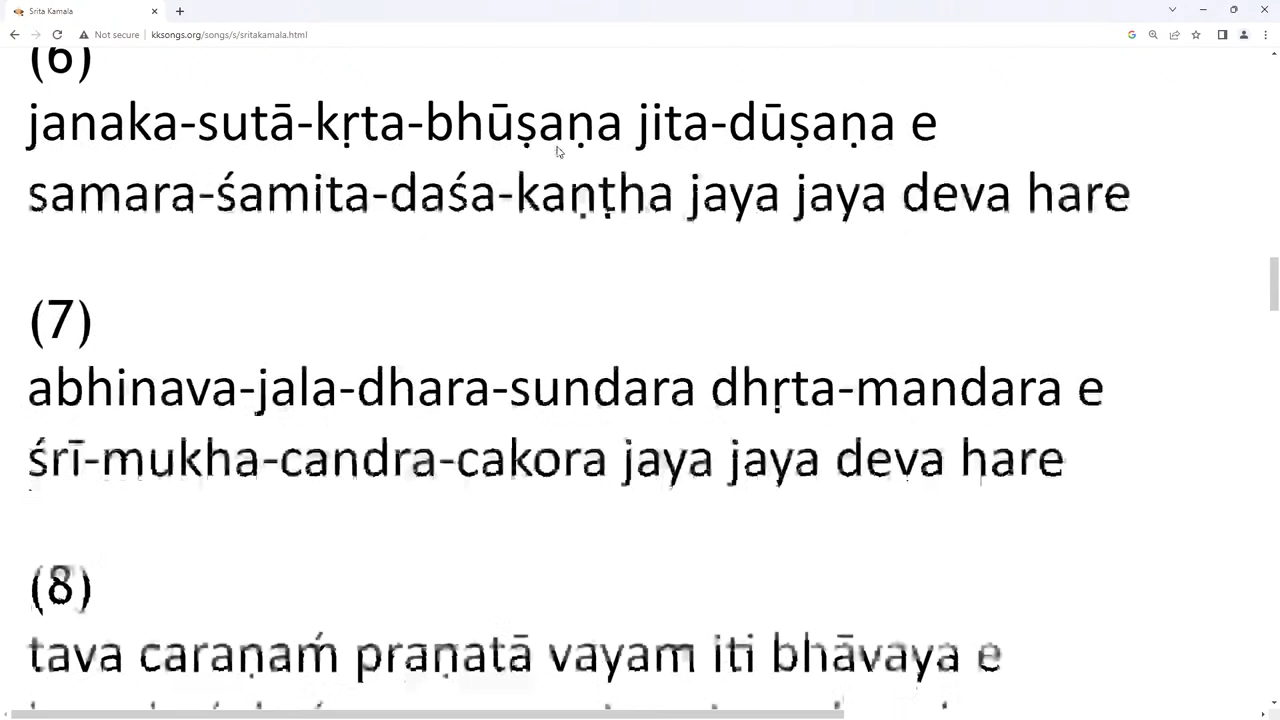 Srita Kamala
Not secure kksongs.org/songs/s/sritakamala.html
(6)
janaka-sutā-kṛta-bhūṣaṇa jita-dūṣaṇa e
samara-śamita-daśa-kaṇṭha jaya jaya deva hare
(7)
abhinava-jala-dhara-sundara dhṛta-mandara e
śrī-mukha-candra-cakora jaya jaya deva hare
(8)
tava caraṇaṁ praṇatā vayam iti bhāvaya e